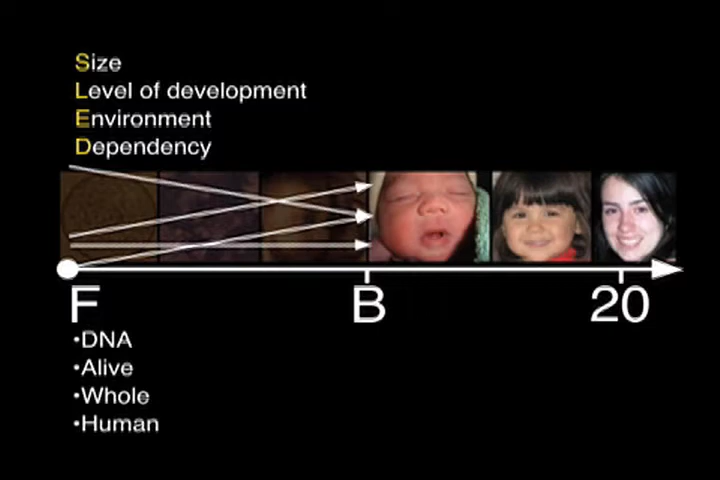 Size
Level of development
Environment
Dependency
F B 20
•DNA
•Alive
•Whole
•Human